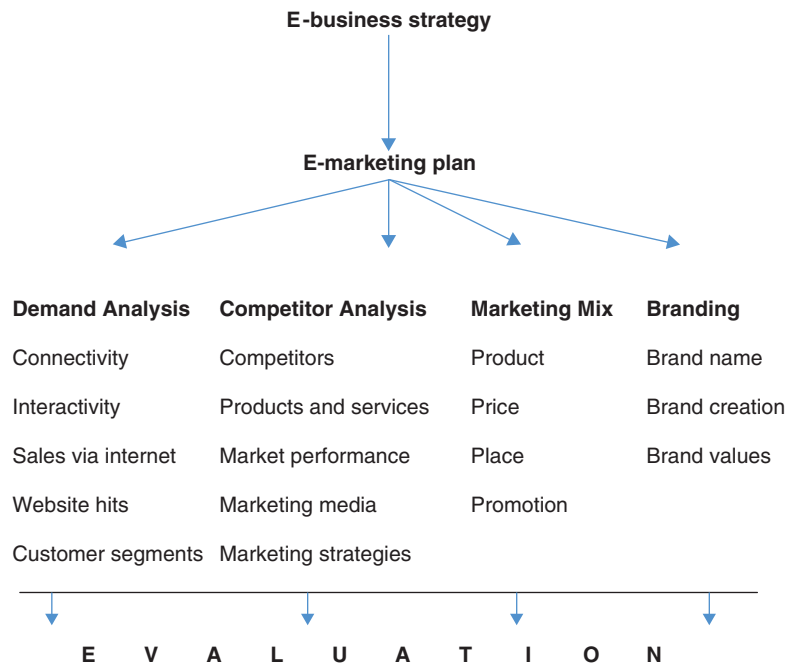 E-business strategy
E-marketing plan
Demand Analysis Competitor Analysis Marketing Mix Branding
Connectivity Competitors Product Brand name
Interactivity Products and services Price Brand creation
Sales via internet Market performance Place Brand values
Website hits Marketing media Promotion
Customer segments Marketing strategies
E V A L U A T I O N